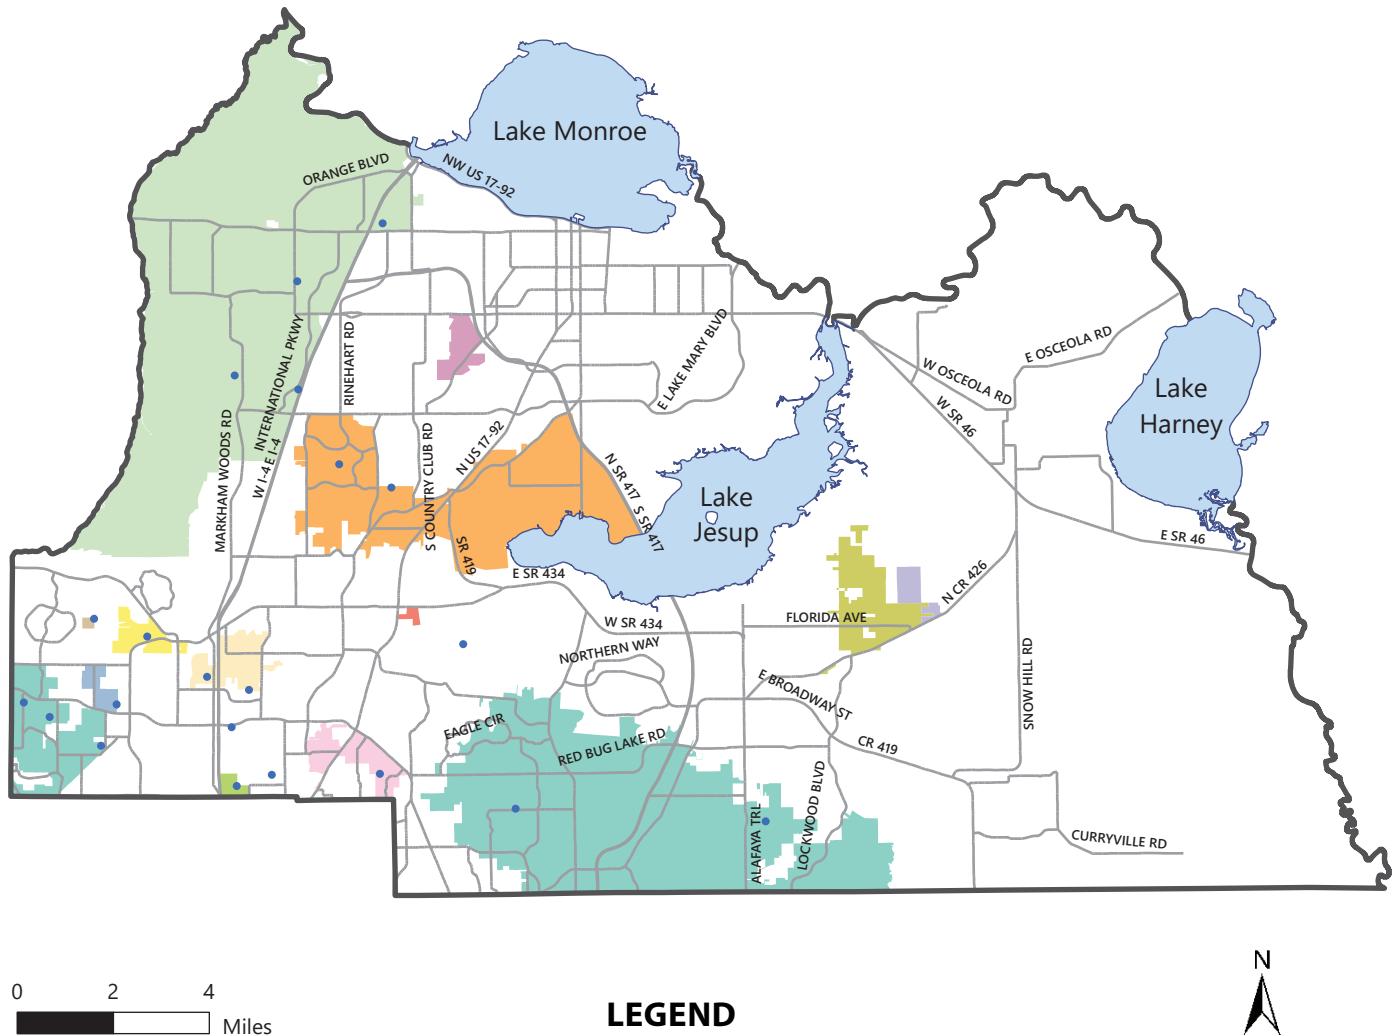 Lake Monroe
ORANGE BLVD
NW US 17-92
INTERNATIONAL PKWY
RINEHART RD
E LAKE MARY BLVD
E OSCEOLA RD
W OSCEOLA RD
W SR 46
Lake
Harney
MARKHAM WOODS RD
W I-4 E I-4
S COUNTRY CLUB RD
N US 17-92
N SR 417 S SR 417
Lake
Jesup
E SR 46
SR 419
E SR 434
N CR 426
FLORIDA AVE
W SR 434
NORTHERN WAY
SNOW HILL RD
E BROADWAY ST
EAGLE CIR
RED BUG LAKE RD
CR 419
ALAFAYA TRL
LOCKWOOD BLVD
CURRYVILLE RD
N
0 2 4
Miles
LEGEND